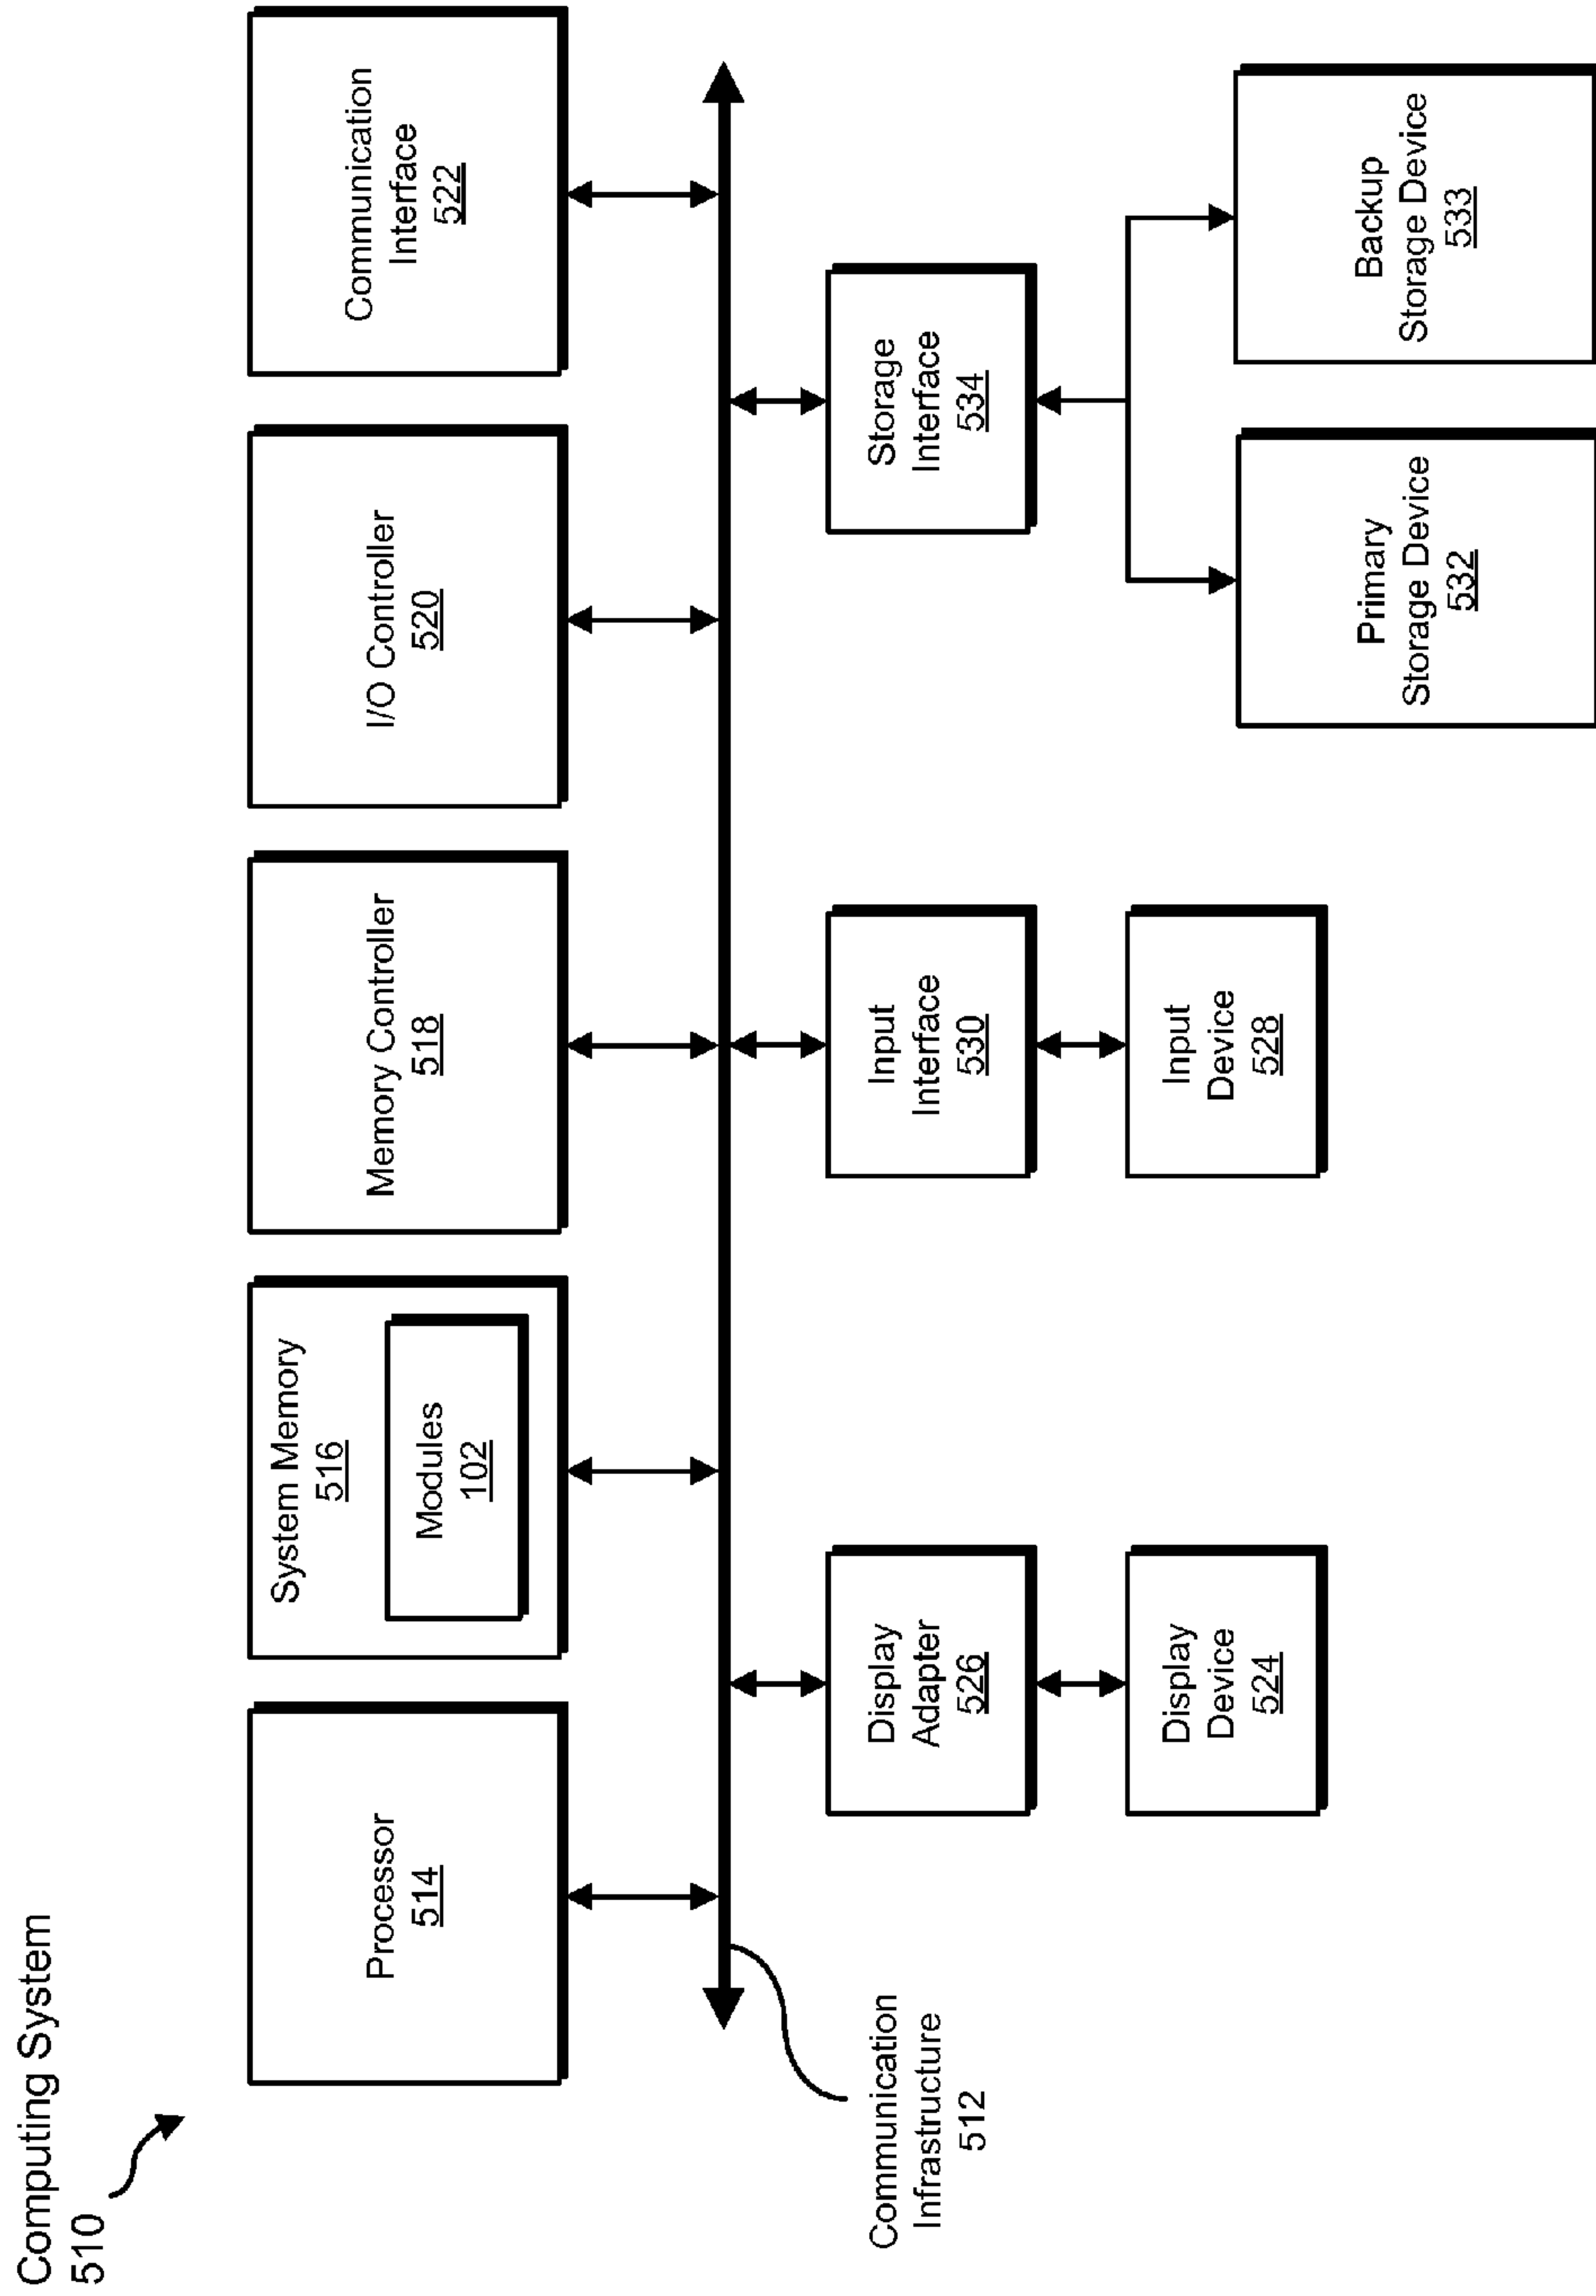 Computing System
510
Processor
514
System Memory
516
Modules
102
Memory Controller
518
I/O Controller
520
Communication
Interface
522
Communication
Infrastructure
512
Display
Adapter
526
Input
Interface
530
Storage
Interface
534
Display
Device
524
Input
Device
528
Primary
Storage Device
532
Backup
Storage Device
533